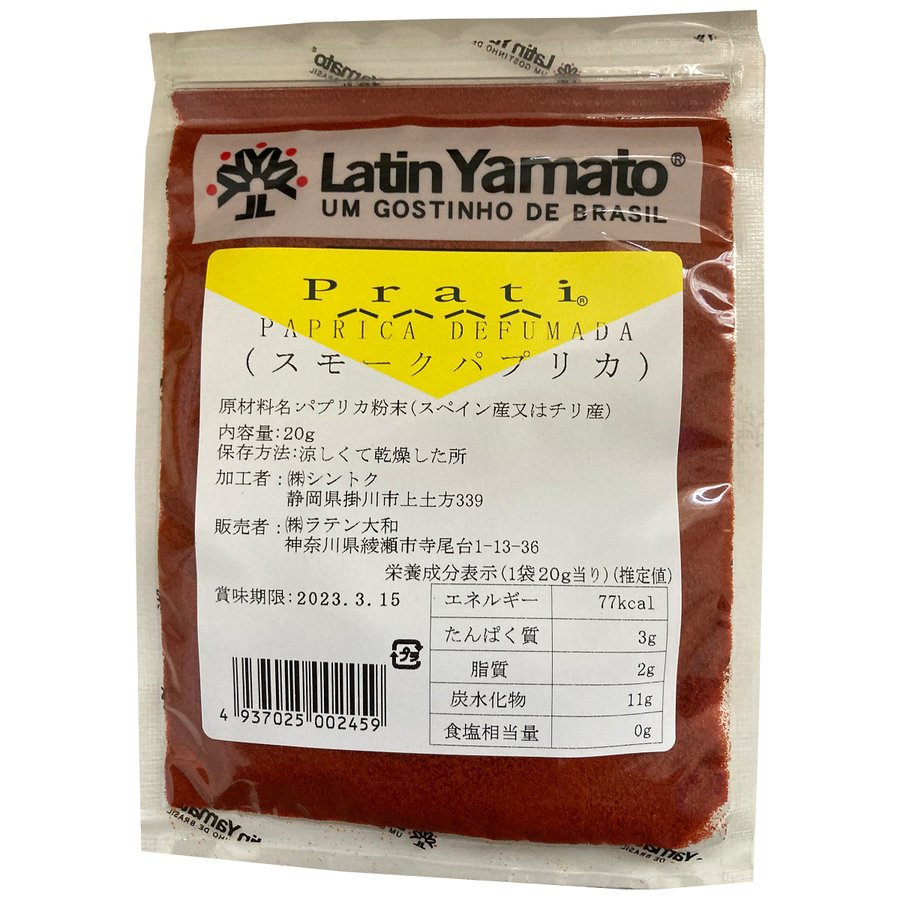 Latin Yamato
UM GOSTINHO DE
Latin Yamato®
UM GOSTINHO DE BRASIL
Prati®
PAPRICA DEFUMADA
(スモークパプリカ)
原材料名:パプリカ粉末(スペイン産又はチリ産)
内容量:20g
保存方法:涼しくて乾燥した所
加工者:㈱シントク
静岡県掛川市上土方339
販売者:㈱ラテン大和
神奈川県綾瀬市寺尾台1-13-36
栄養成分表示(1袋20g当り)(推定値)
賞味期限:2023.3.15
エネルギー 77kcal
たんぱく質 3g
脂質 2g
炭水化物 11g
食塩相当量 0g
プラ
4 937025 002459